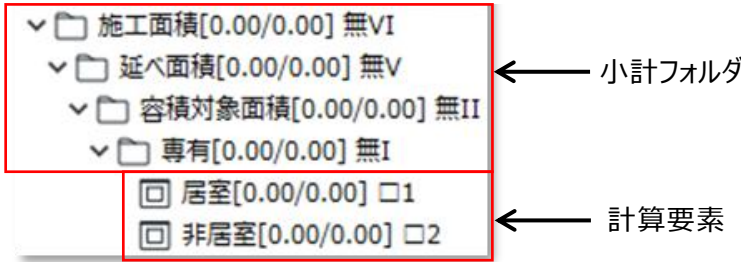 施工面積[0.00/0.00] 無VI
延べ面積[0.00/0.00] 無V
小計フォルダ
容積対象面積[0.00/0.00] 無II
専有[0.00/0.00] 無I
居室[0.00/0.00] □1
計算要素
非居室[0.00/0.00] □2